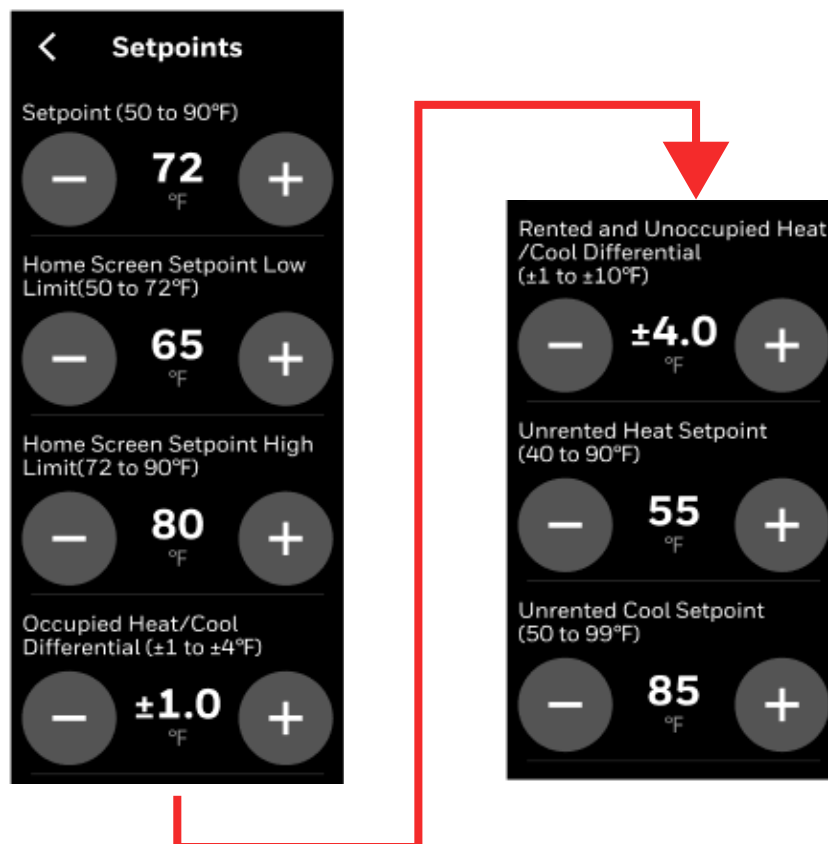 Setpoints
Setpoint (50 to 90°F)
− 72 +
°F
Home Screen Setpoint Low
Limit(50 to 72°F)
− 65 +
°F
Home Screen Setpoint High
Limit(72 to 90°F)
− 80 +
°F
Occupied Heat/Cool
Differential (±1 to ±4°F)
− ±1.0 +
°F
Rented and Unoccupied Heat
/Cool Differential
(±1 to ±10°F)
− ±4.0 +
°F
Unrented Heat Setpoint
(40 to 90°F)
− 55 +
°F
Unrented Cool Setpoint
(50 to 99°F)
− 85 +
°F